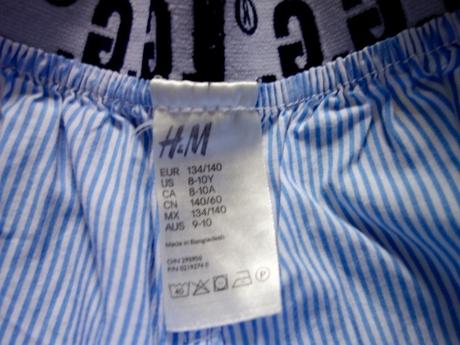 H&M
EUR 134/140
US 8-10Y
CA 8-10A
CN 140/60
MX 134/140
AUS 9-10
Made in Bangladesh
40
P